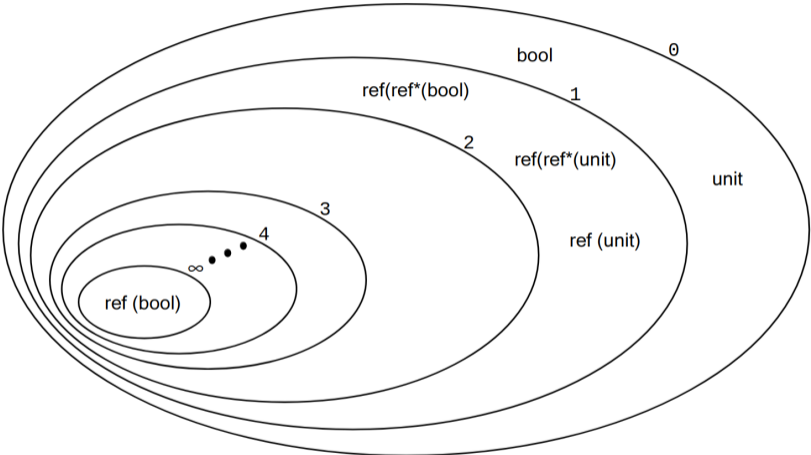 0
bool
ref(ref*(bool)
1
2
ref(ref*(unit)
unit
3
4
ref (unit)
∞
ref (bool)